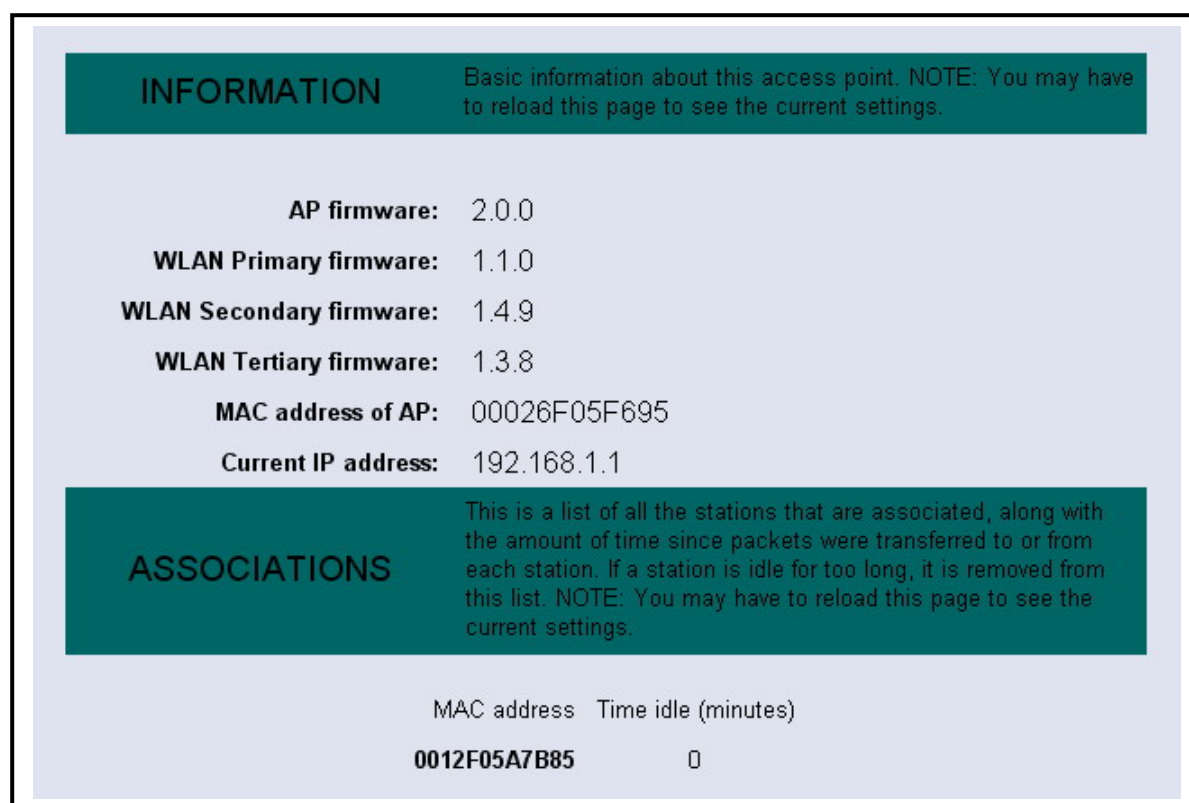 INFORMATION
Basic information about this access point. NOTE: You may have
to reload this page to see the current settings.
AP firmware: 2.0.0
WLAN Primary firmware: 1.1.0
WLAN Secondary firmware: 1.4.9
WLAN Tertiary firmware: 1.3.8
MAC address of AP: 00026F05F695
Current IP address: 192.168.1.1
ASSOCIATIONS
This is a list of all the stations that are associated, along with
the amount of time since packets were transferred to or from
each station. If a station is idle for too long, it is removed from
this list. NOTE: You may have to reload this page to see the
current settings.
MAC address Time idle (minutes)
0012F05A7B85 0